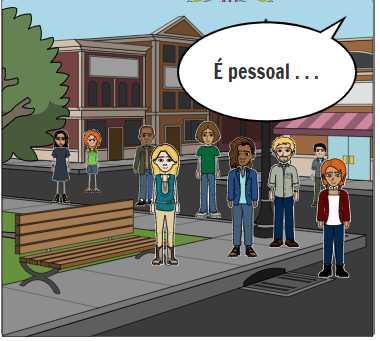 É pessoal . . .